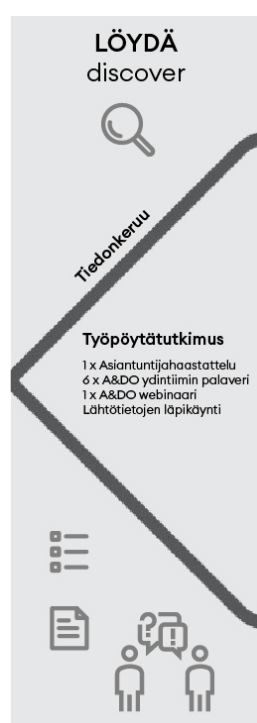 LÖYDÄ
discover
Tiedonkeruu
Työpöytätutkimus
1 x Asiantuntijahaastattelu
6 x A&DO ydintiimin palaveri
1 x A&DO webinaari
Lähtötietojen läpikäynti
?
!